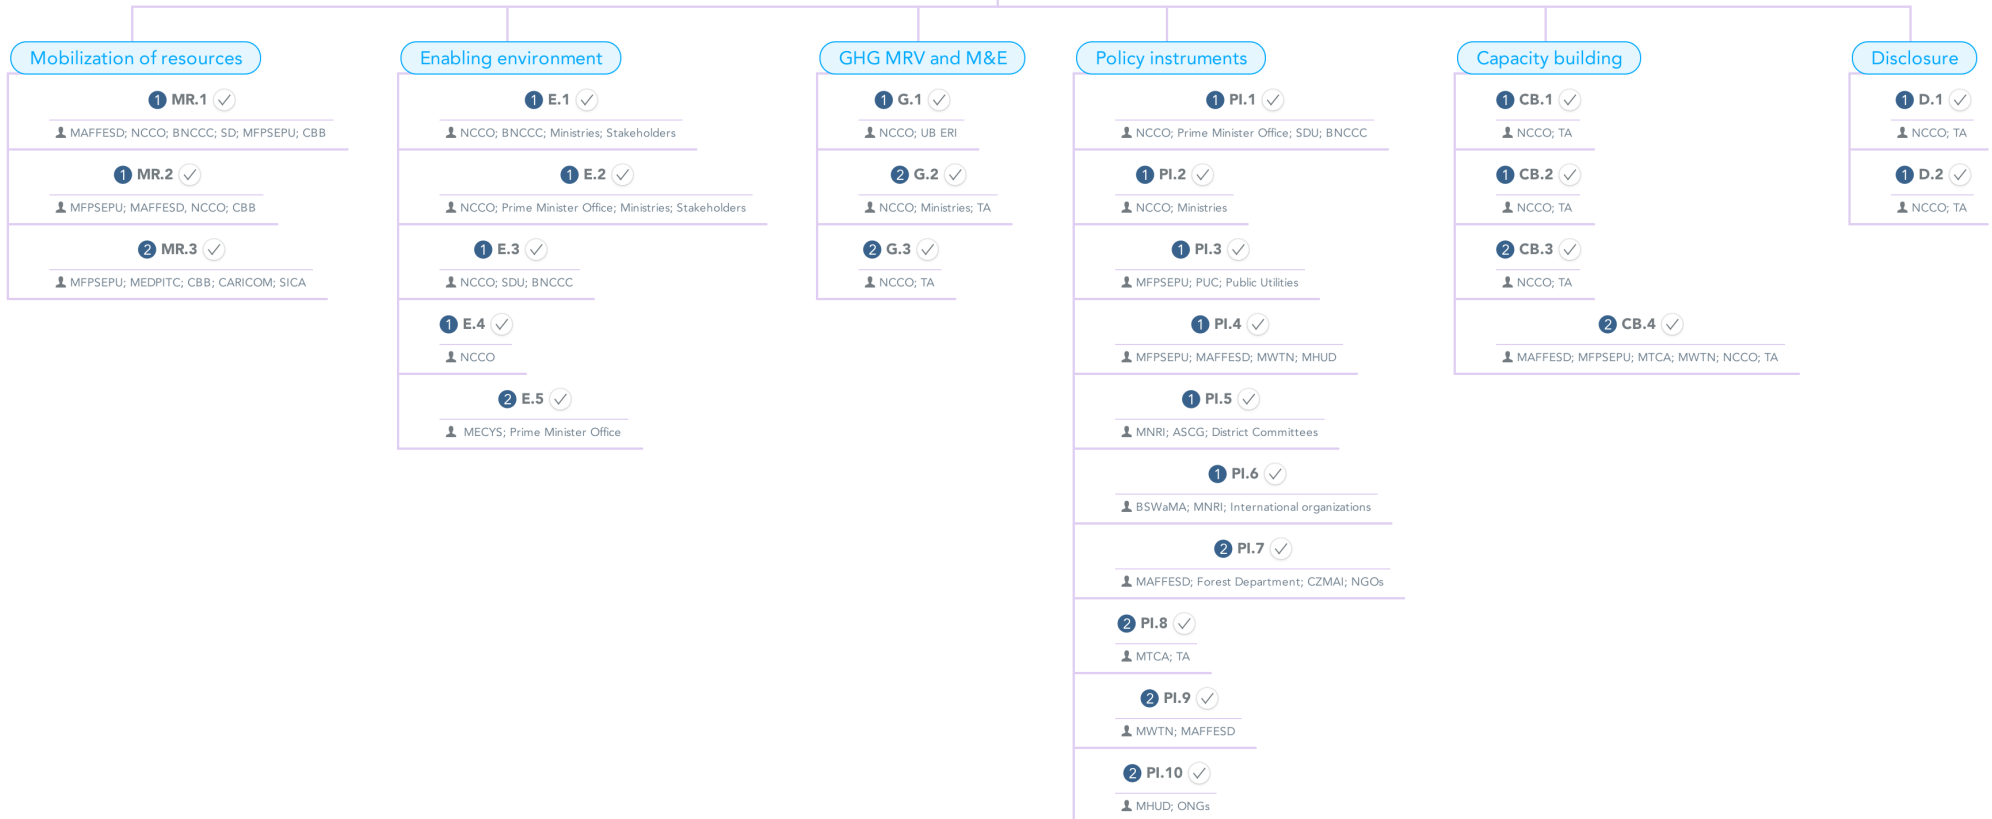 Mobilization of resources
1 MR.1
MAFFESD; NCCO; BNCCC; SD; MFPSEPU; CBB
1 MR.2
MFPSEPU; MAFFESD, NCCO; CBB
2 MR.3
MFPSEPU; MEDPITC; CBB; CARICOM; SICA
Enabling environment
1 E.1
NCCO; BNCCC; Ministries; Stakeholders
1 E.2
NCCO; Prime Minister Office; Ministries; Stakeholders
1 E.3
NCCO; SDU; BNCCC
1 E.4
NCCO
2 E.5
MECYS; Prime Minister Office
GHG MRV and M&E
1 G.1
NCCO; UB ERI
2 G.2
NCCO; Ministries; TA
2 G.3
NCCO; TA
Policy instruments
1 PI.1
NCCO; Prime Minister Office; SDU; BNCCC
1 PI.2
NCCO; Ministries
1 PI.3
MFPSEPU; PUC; Public Utilities
1 PI.4
MFPSEPU; MAFFESD; MWTN; MHUD
1 PI.5
MNRI; ASCG; District Committees
1 PI.6
BSWaMA; MNRI; International organizations
2 PI.7
MAFFESD; Forest Department; CZMAI; NGOs
2 PI.8
MTCA; TA
2 PI.9
MWTN; MAFFESD
2 PI.10
MHUD; ONGs
Capacity building
1 CB.1
NCCO; TA
1 CB.2
NCCO; TA
2 CB.3
NCCO; TA
2 CB.4
MAFFESD; MFPSEPU; MTCA; MWTN; NCCO; TA
Disclosure
1 D.1
NCCO; TA
1 D.2
NCCO; TA